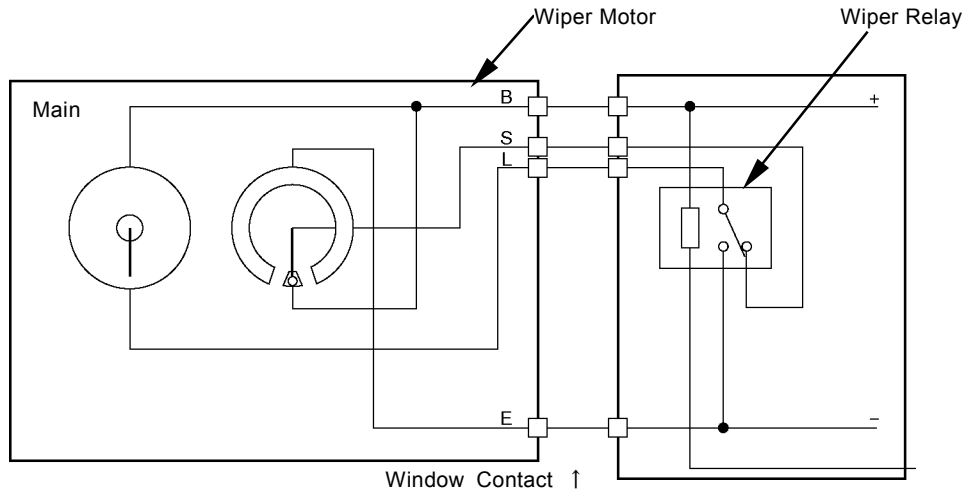 Wiper Motor
Wiper Relay
Main
B
+
S
L
E
−
Window Contact ↑